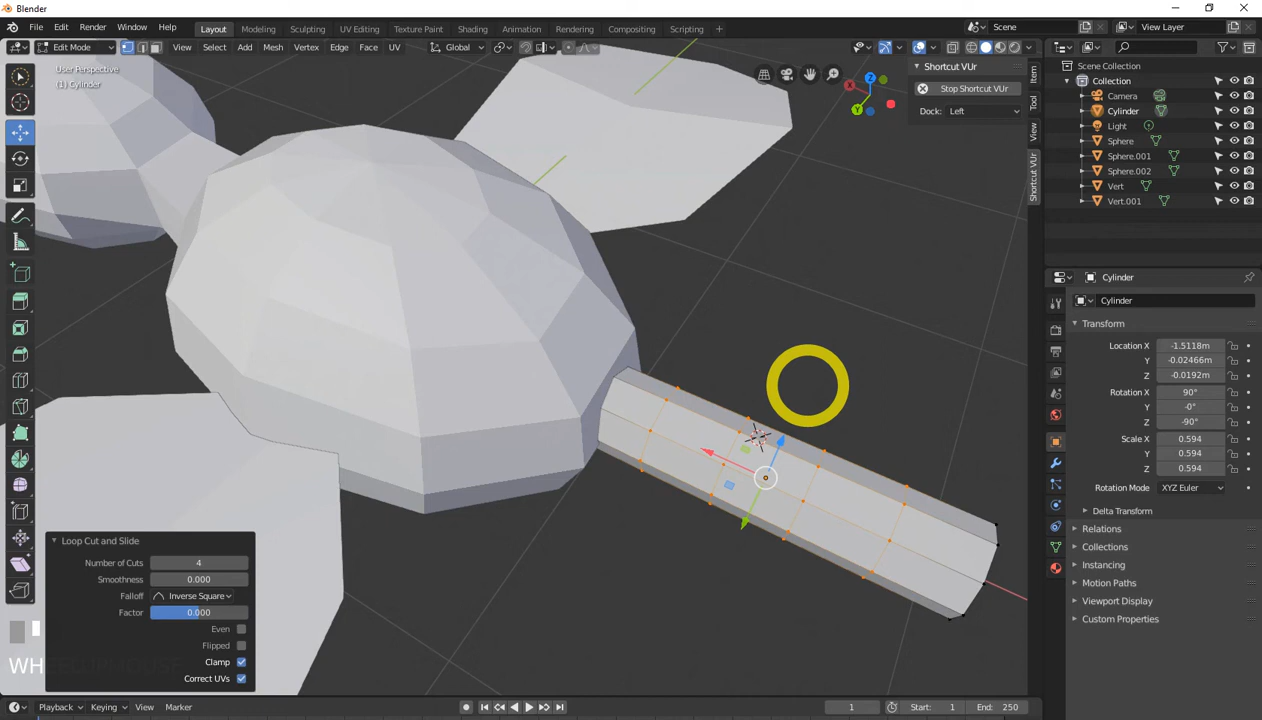 Blender
File Edit Render Window Help
Layout Modeling Sculpting UV Editing Texture Paint Shading Animation Rendering Compositing Scripting
Scene
View Layer
Edit Mode View Select Add Mesh Vertex Edge Face UV
Global
User Perspective
(1) Cylinder
X
Y
Z
Shortcut VUr
Stop Shortcut VUr
Dock: Left
Item
Tool
View
Shortcut VUr
Scene Collection
Collection
Camera
Cylinder
Light
Sphere
Sphere.001
Sphere.002
Vert
Vert.001
Cylinder
Cylinder
Transform
Location X -1.5118m
Y -0.02466m
Z -0.0192m
Rotation X 90°
Y -0°
Z -90°
Scale X 0.594
Y 0.594
Z 0.594
Rotation Mode XYZ Euler
Delta Transform
Relations
Collections
Instancing
Motion Paths
Viewport Display
Custom Properties
Loop Cut and Slide
Number of Cuts 4
Smoothness 0.000
Falloff Inverse Square
Factor 0.000
Even
Flipped
Clamp
Correct UVs
Playback Keying View Marker
1 Start: 1 End: 250